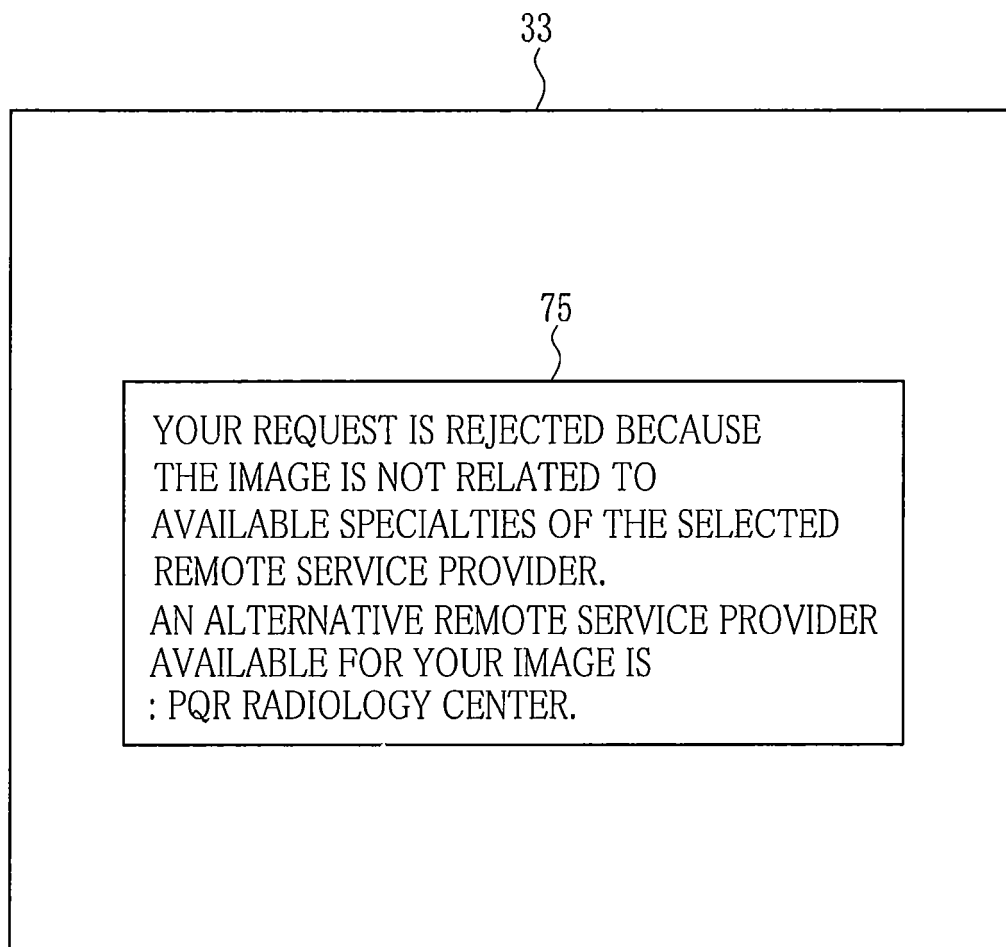 33
75
YOUR REQUEST IS REJECTED BECAUSE
THE IMAGE IS NOT RELATED TO
AVAILABLE SPECIALTIES OF THE SELECTED
REMOTE SERVICE PROVIDER.
AN ALTERNATIVE REMOTE SERVICE PROVIDER
AVAILABLE FOR YOUR IMAGE IS
: PQR RADIOLOGY CENTER.